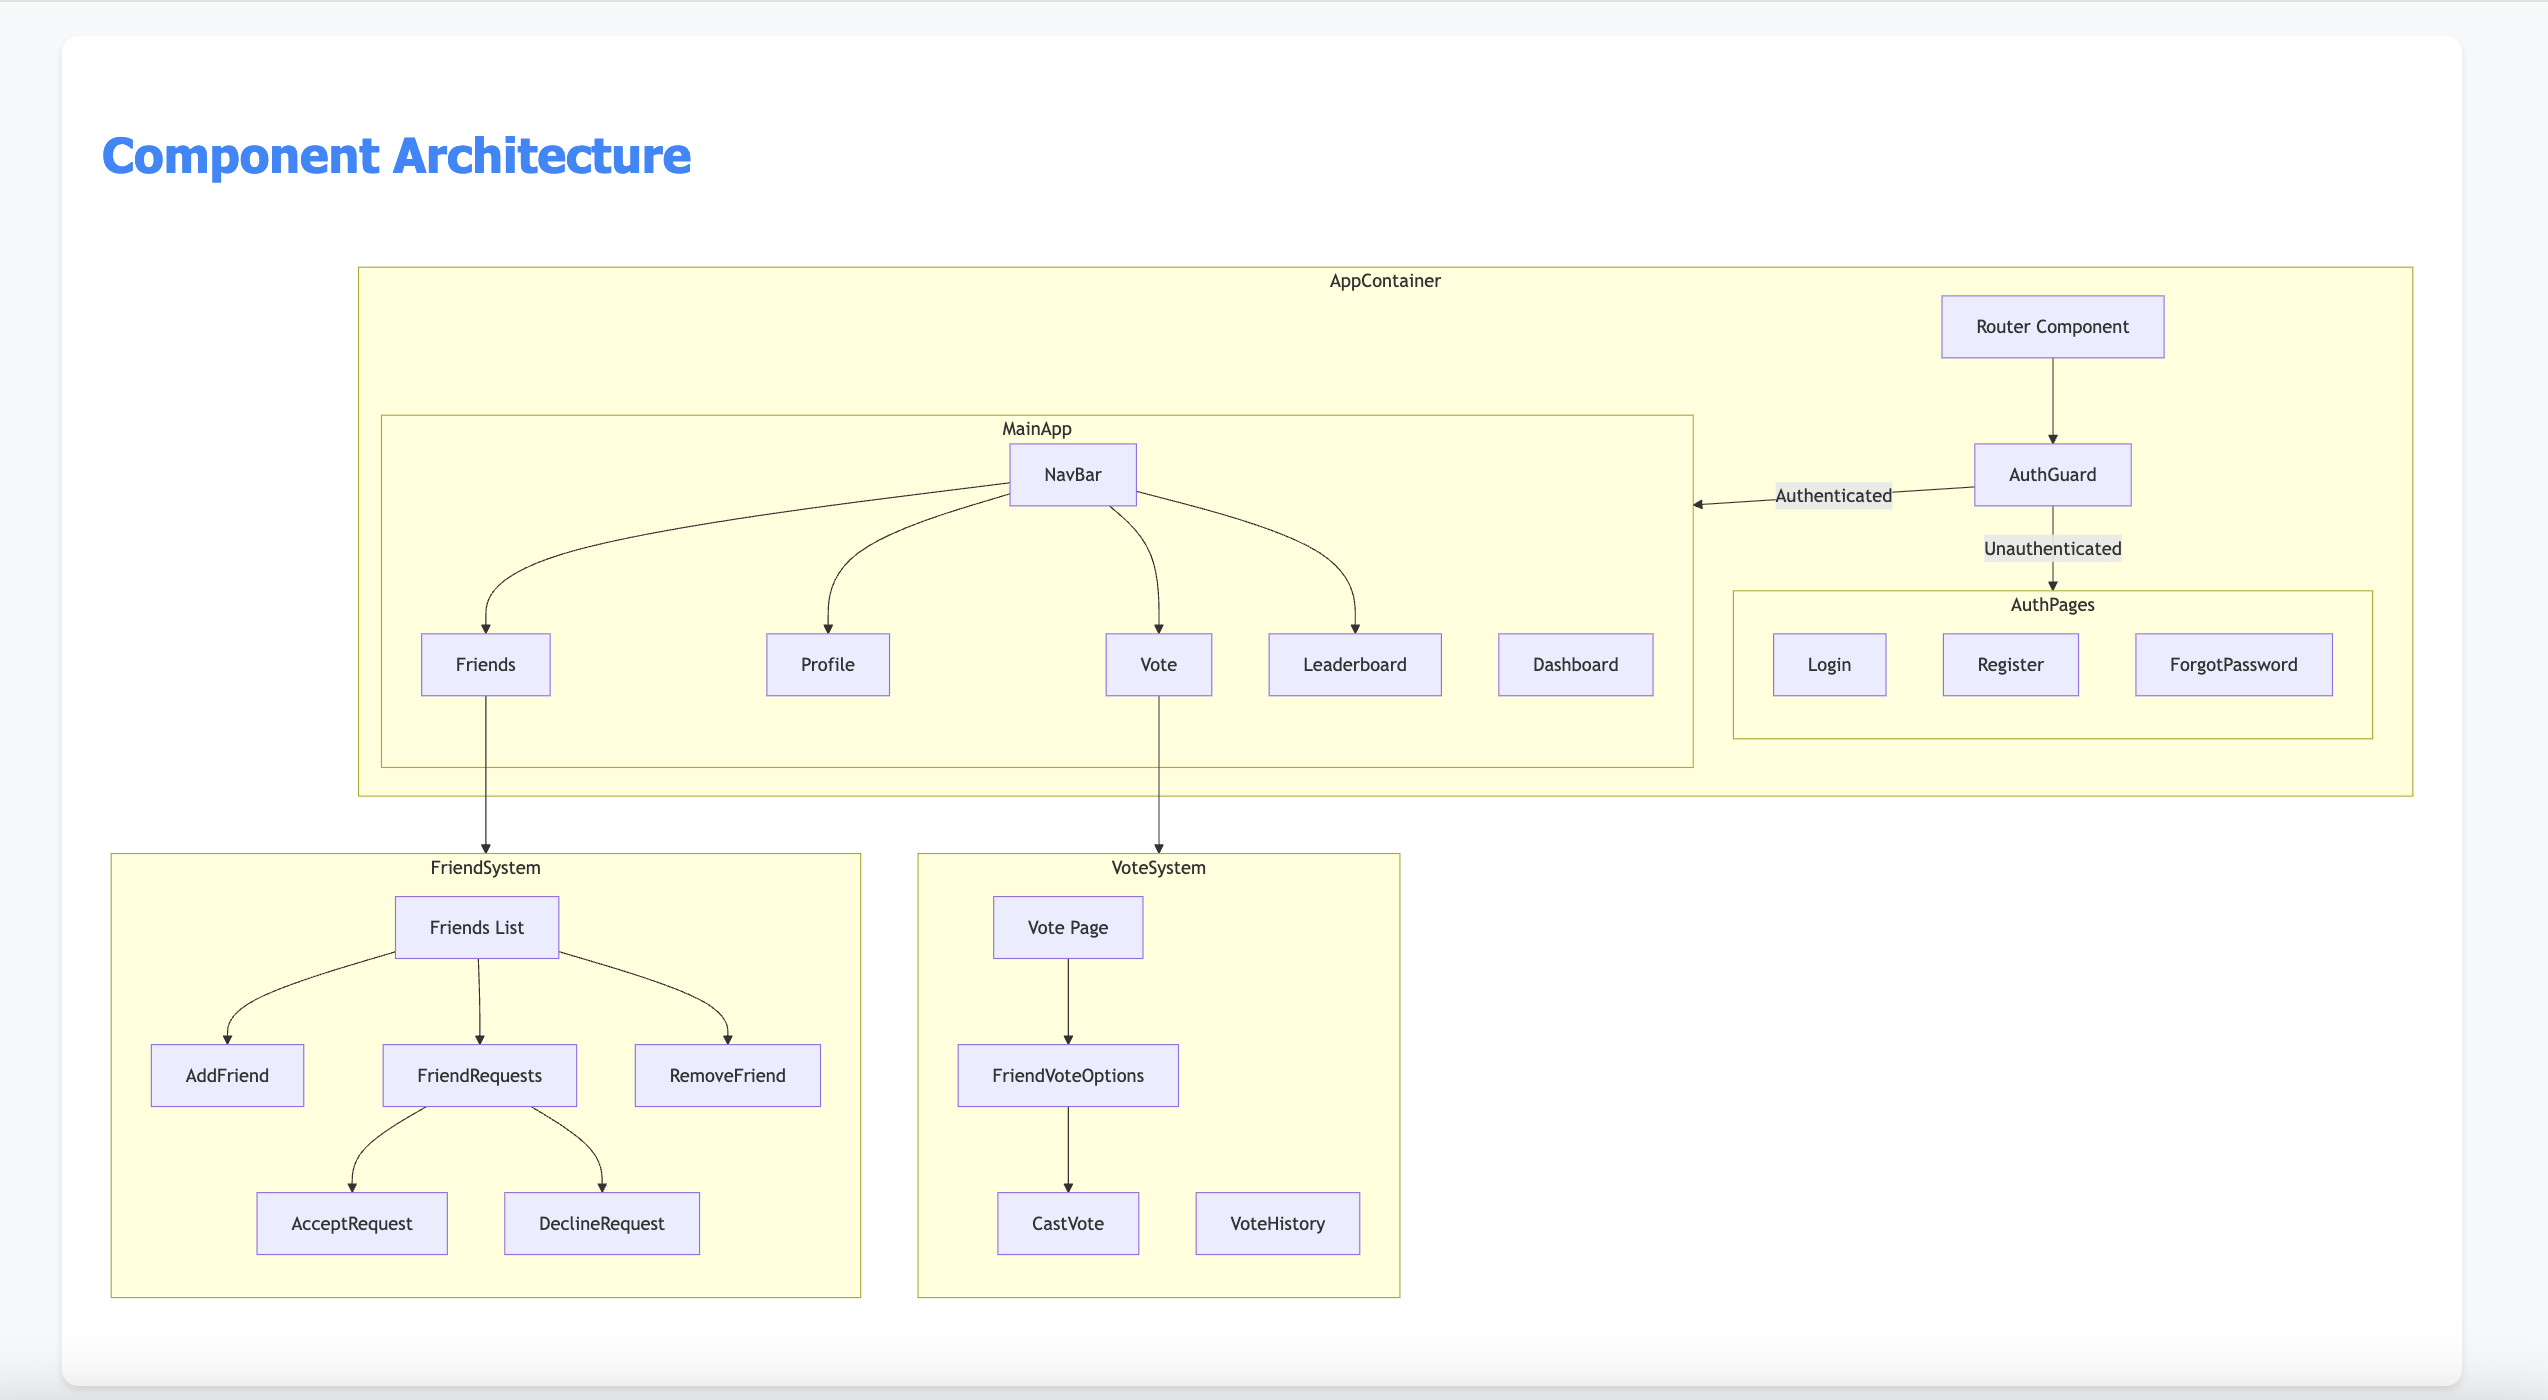 Component Architecture
AppContainer
Router Component
MainApp
NavBar
AuthGuard
Authenticated
Unauthenticated
AuthPages
Friends
Profile
Vote
Leaderboard
Dashboard
Login
Register
ForgotPassword
FriendSystem
Friends List
AddFriend
FriendRequests
RemoveFriend
AcceptRequest
DeclineRequest
VoteSystem
Vote Page
FriendVoteOptions
CastVote
VoteHistory